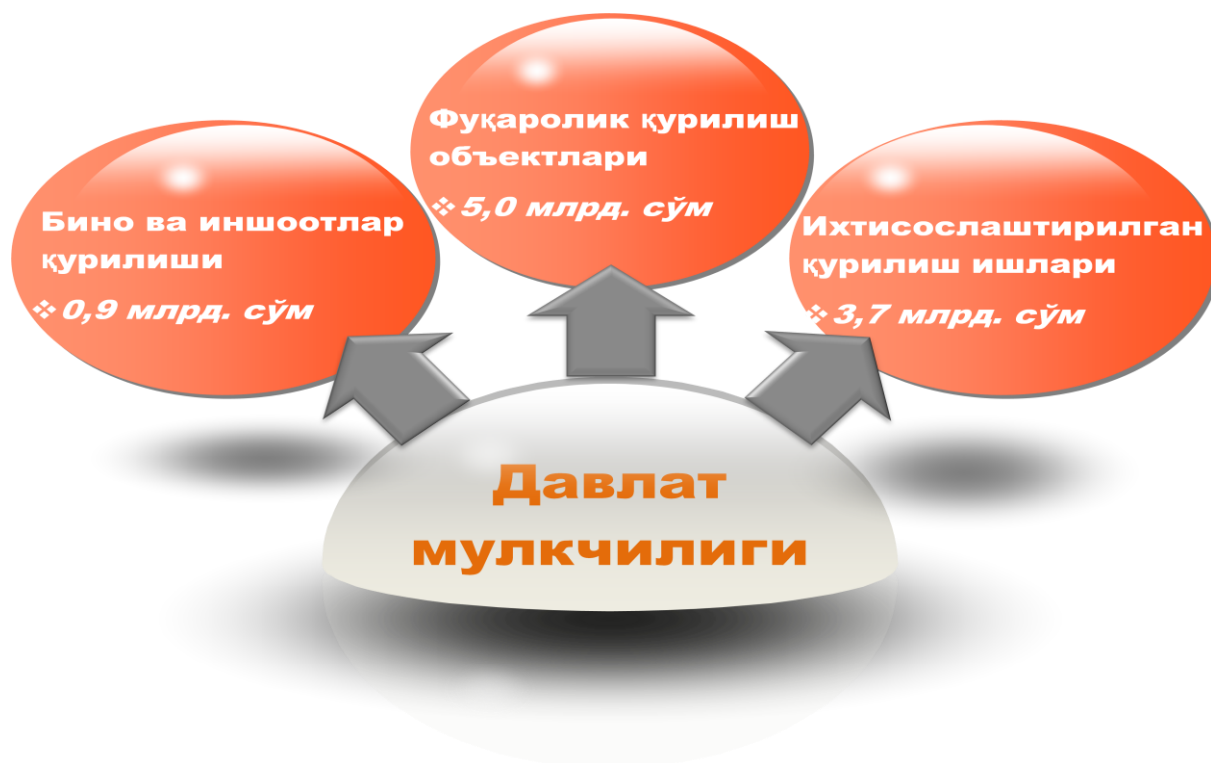 Фуқаролик қурилиш
объектлари
❖5,0 млрд. сўм
Бино ва иншоотлар
қурилиши
❖0,9 млрд. сўм
Ихтисослаштирилган
қурилиш ишлари
❖3,7 млрд. сўм
Давлат
мулкчилиги